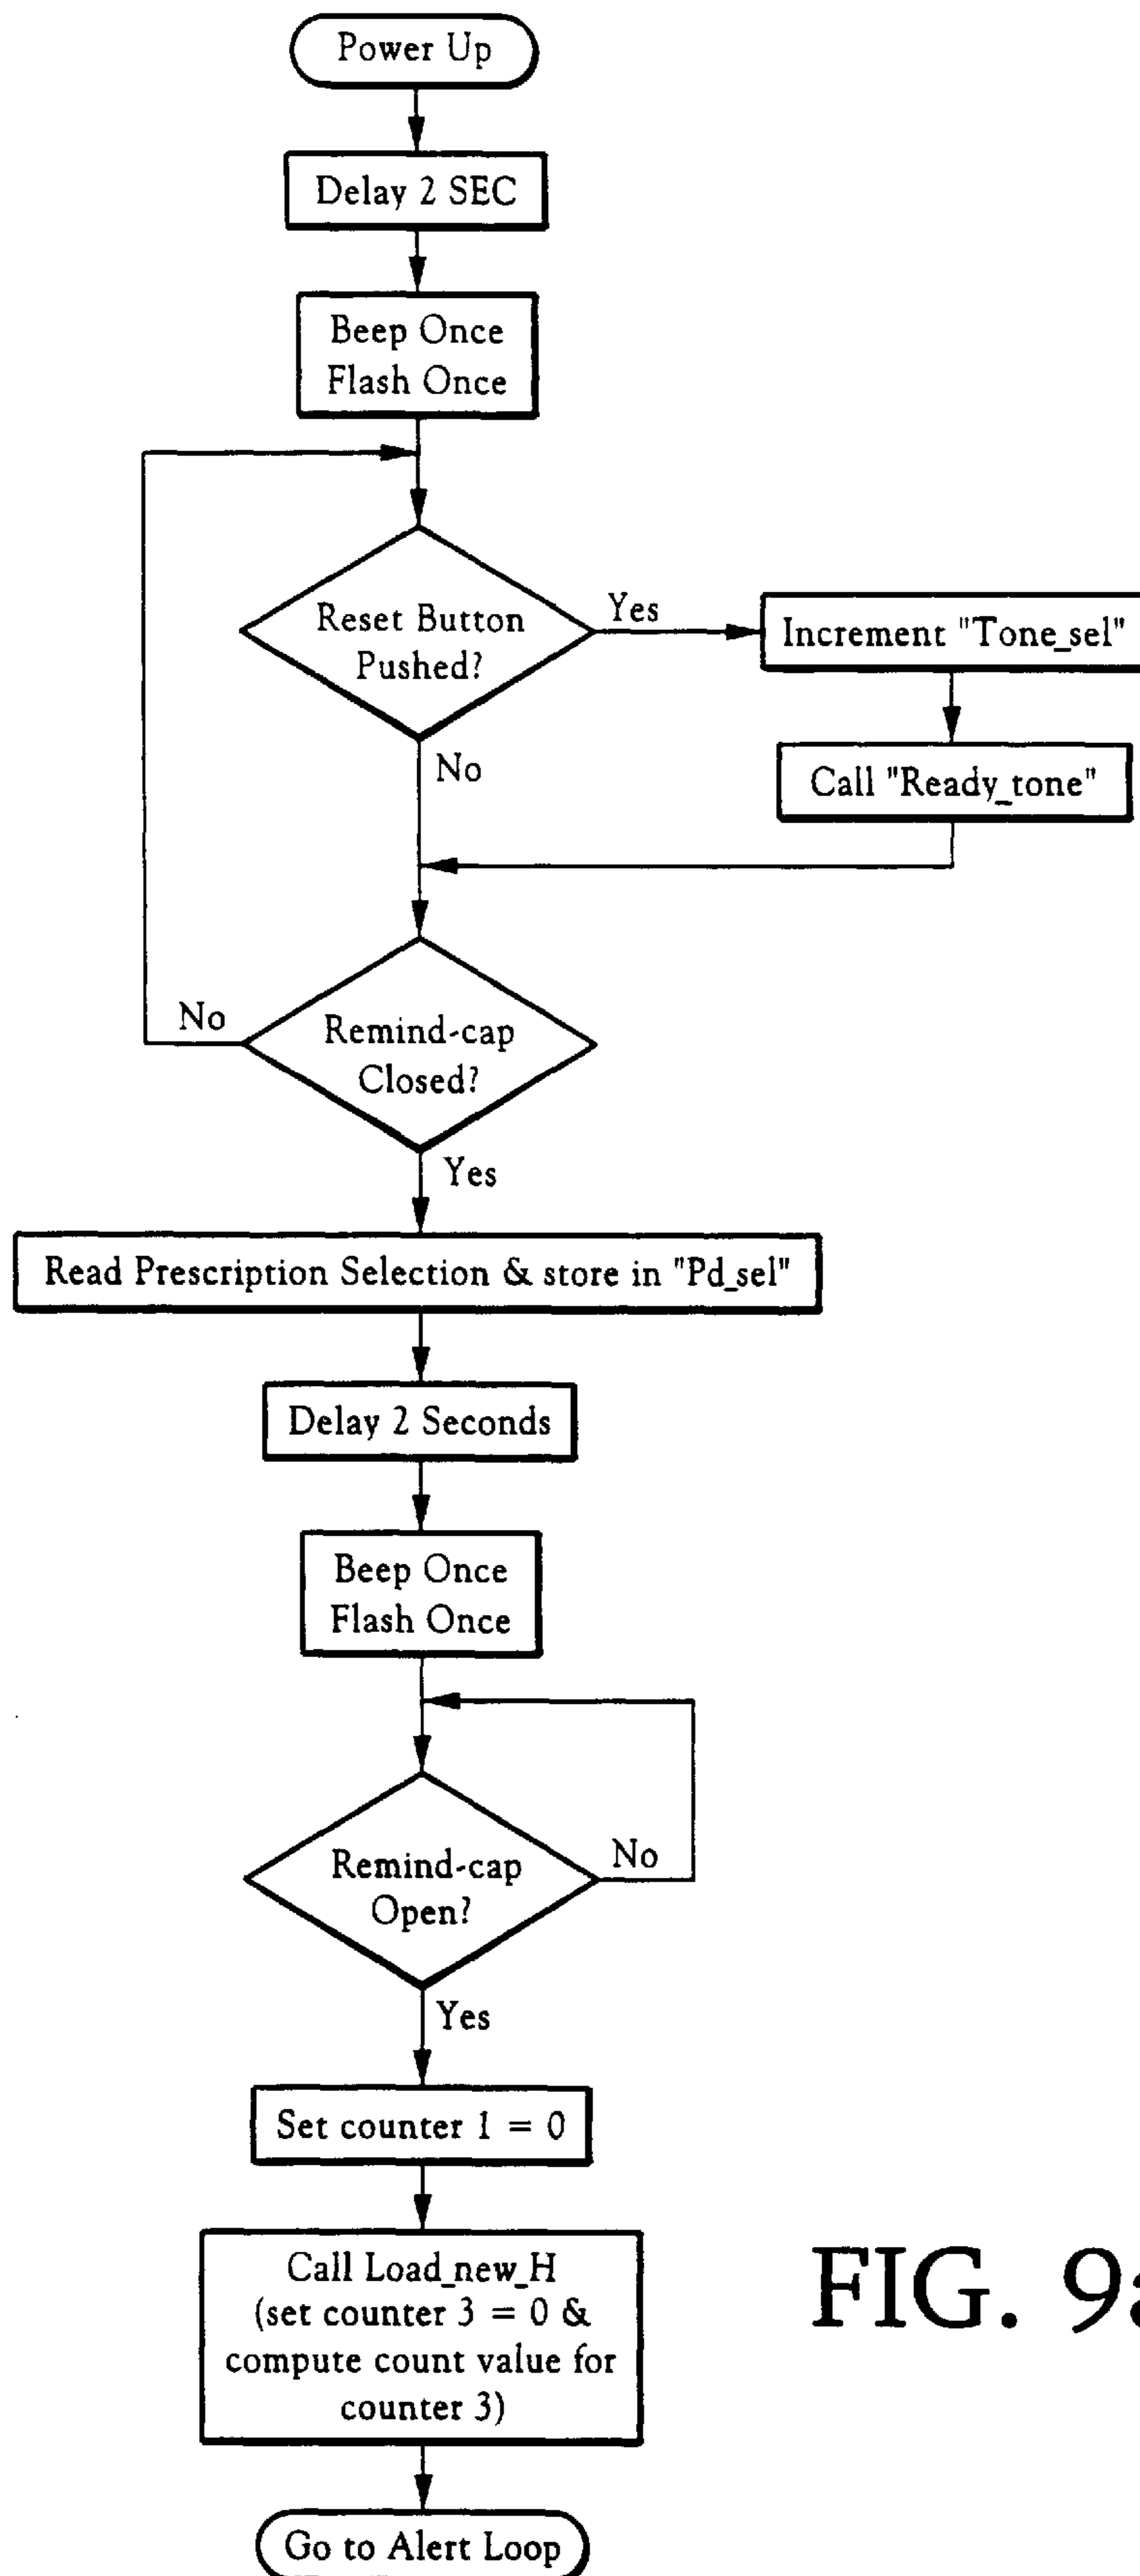 Power Up
Delay 2 SEC
Beep Once
Flash Once
Reset Button
Pushed?
Yes
Increment "Tone_sel"
Call "Ready_tone"
No
Remind-cap
Closed?
No
Yes
Read Prescription Selection & store in "Pd_sel"
Delay 2 Seconds
Beep Once
Flash Once
Remind-cap
Open?
No
Yes
Set counter 1 = 0
Call Load_new_H
(set counter 3 = 0 &
compute count value for
counter 3)
Go to Alert Loop
FIG. 9a